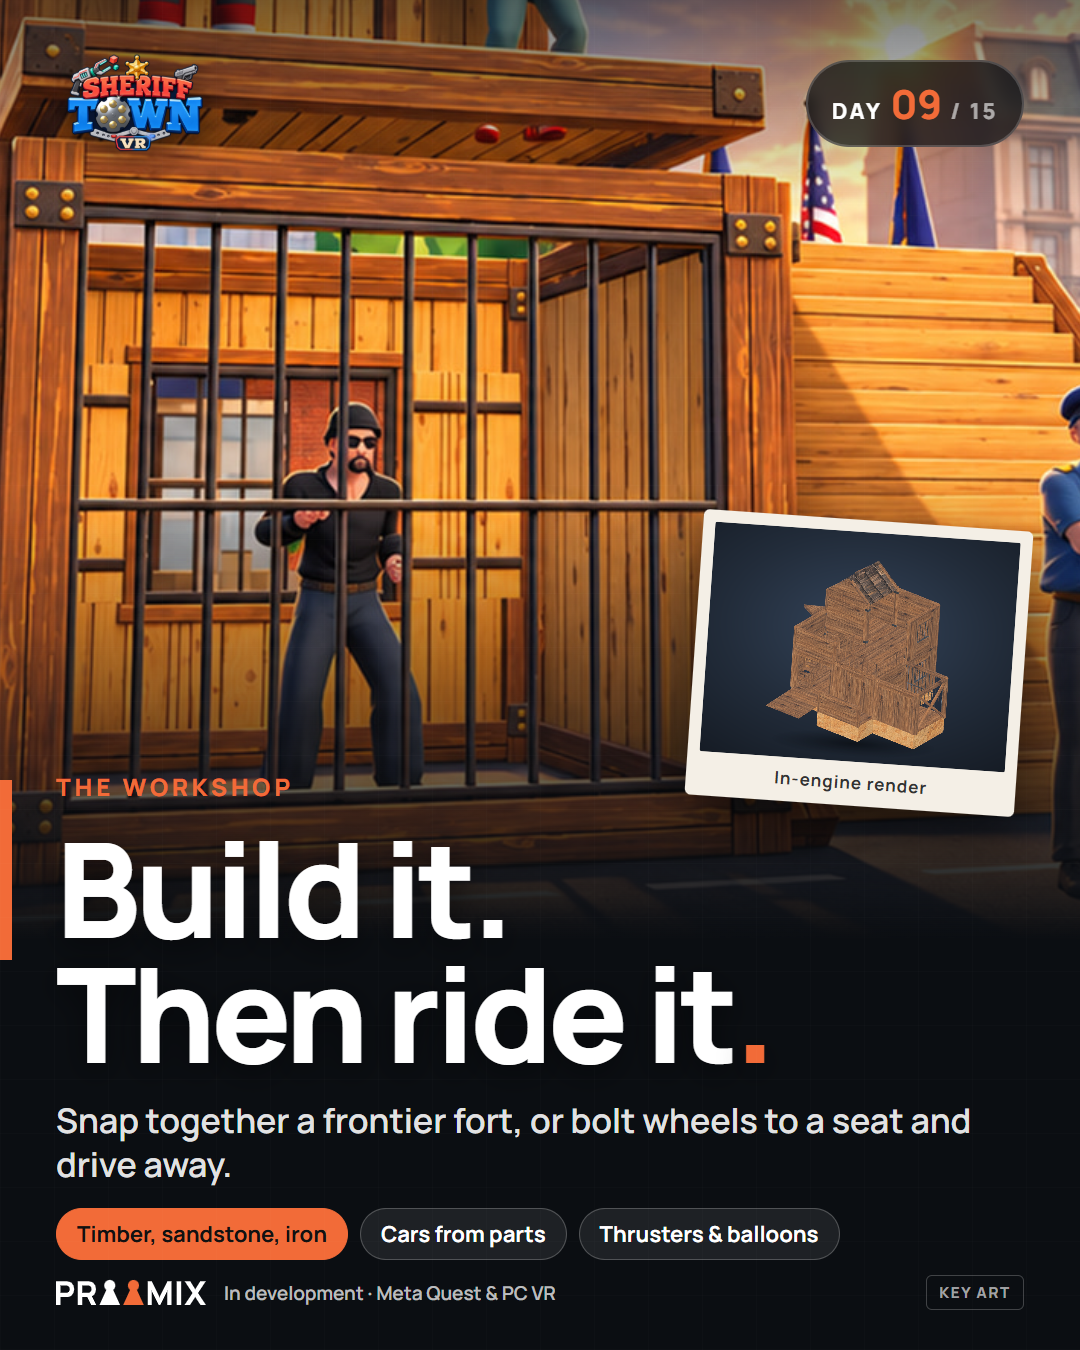 SHERIFF
TOWN
VR
DAY 09 / 15
In-engine render
THE WORKSHOP
Build it.
Then ride it.
Snap together a frontier fort, or bolt wheels to a seat and
drive away.
Timber, sandstone, iron
Cars from parts
Thrusters & balloons
PRAAMIX
In development · Meta Quest & PC VR
KEY ART